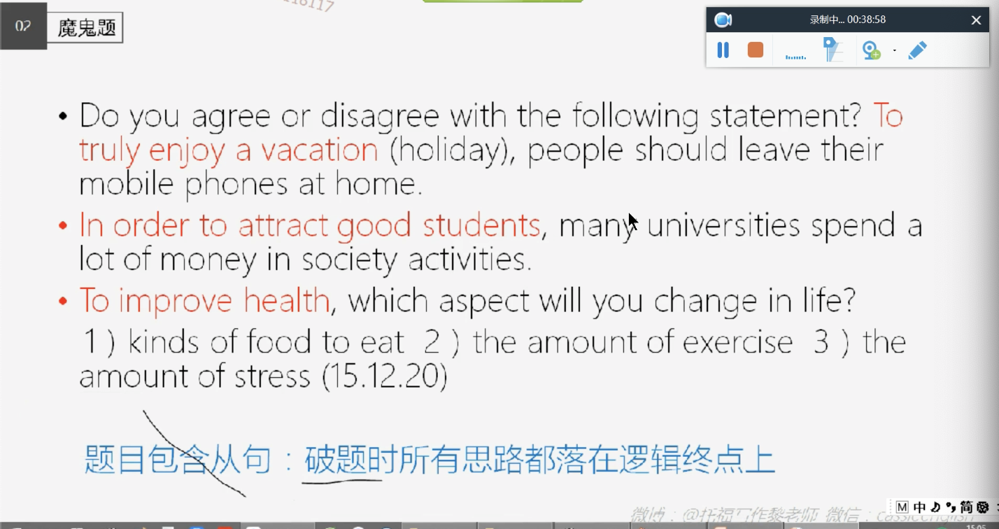 02
魔鬼题
录制中... 00:38:58
• Do you agree or disagree with the following statement? To
truly enjoy a vacation (holiday), people should leave their
mobile phones at home.
• In order to attract good students, many universities spend a
lot of money in society activities.
• To improve health, which aspect will you change in life?
1 ) kinds of food to eat 2 ) the amount of exercise 3 ) the
amount of stress (15.12.20)
题目包含从句：破题时所有思路都落在逻辑终点上
M 中 简
微博：@托福写作黎老师 微信：